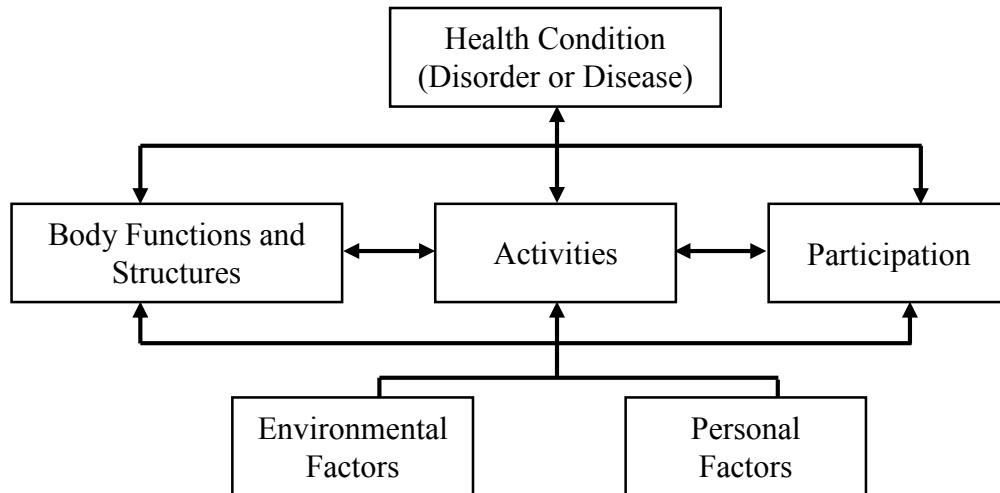 Health Condition
(Disorder or Disease)
Body Functions and
Structures
Activities
Participation
Environmental
Factors
Personal
Factors